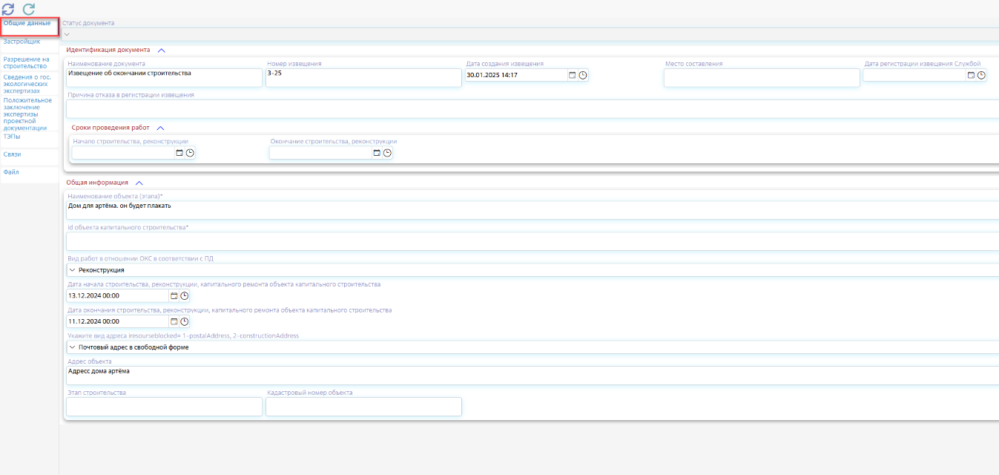 Общие данные
Застройщик
Разрешение на
строительство
Сведения о гос.
экологических
экспертизах
Положительное
заключение
экспертизы
проектной
документации
ТЭПы
Связи
Файл
Статус документа
Идентификация документа
Наименование документа
Извещение об окончании строительства
Номер извещения
3-25
Дата создания извещения
30.01.2025 14:17
Место составления
Дата регистрации извещения Службой
Причина отказа в регистрации извещения
Сроки проведения работ
Начало строительства, реконструкции
Окончание строительства, реконструкции
Общая информация
Наименование объекта (этапа)*
Дом для артёма. он будет плакать
id объекта капитального строительства*
Вид работ в отношении ОКС в соответствии с ПД
Реконструкция
Дата начала строительства, реконструкции, капитального ремонта объекта капитального строительства
13.12.2024 00:00
Дата окончания строительства, реконструкции, капитального ремонта объекта капитального строительства
11.12.2024 00:00
Укажите вид адреса iresourseblocked= 1-postalAddress, 2-constructionAddress
Почтовый адрес в свободной форме
Адрес объекта
Адресс дома артёма
Этап строительства
Кадастровый номер объекта